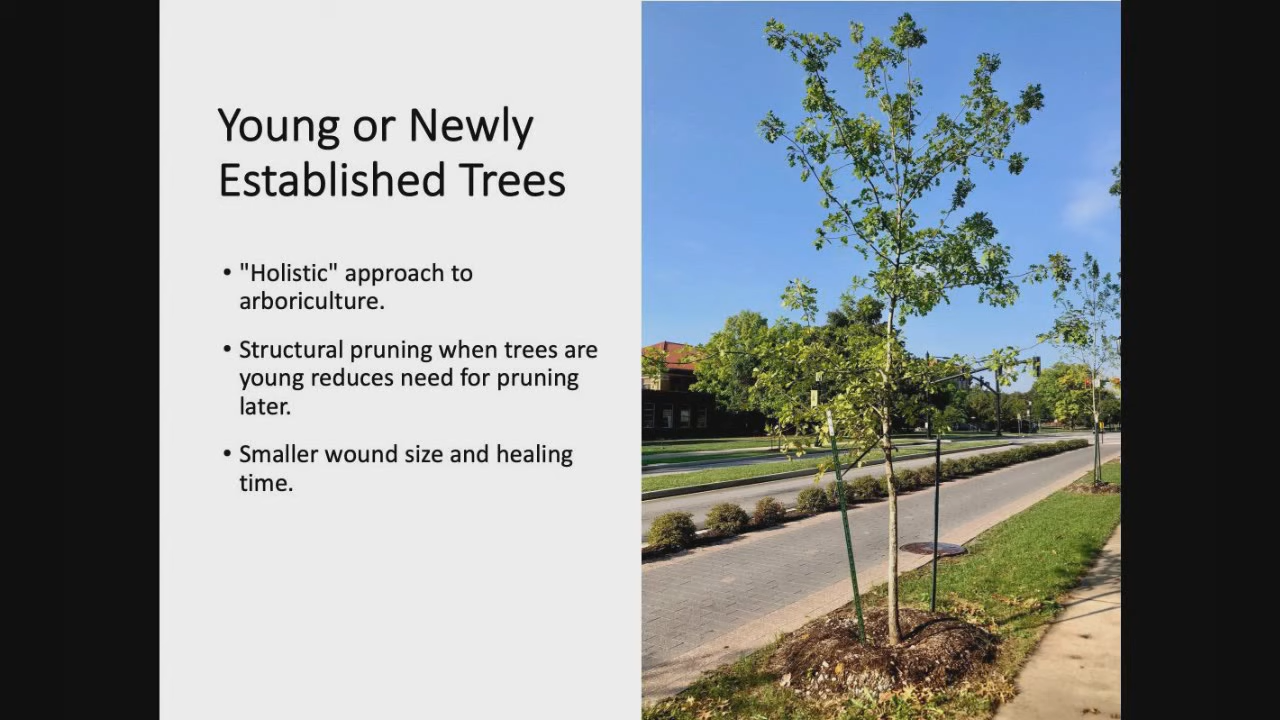 Young or Newly
Established Trees
• "Holistic" approach to
arboriculture.
• Structural pruning when trees are
young reduces need for pruning
later.
• Smaller wound size and healing
time.